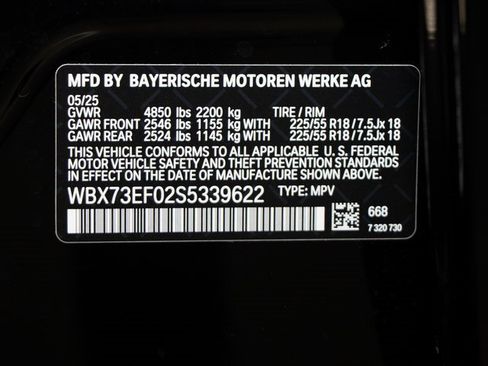 MFD BY BAYERISCHE MOTOREN WERKE AG
05/25
GVWR 4850 lbs 2200 kg TIRE / RIM
GAWR FRONT 2546 lbs 1155 kg WITH 225/55 R18 / 7.5Jx 18
GAWR REAR 2524 lbs 1145 kg WITH 225/55 R18 / 7.5Jx 18
THIS VEHICLE CONFORMS TO ALL APPLICABLE U.S. FEDERAL
MOTOR VEHICLE SAFETY AND THEFT PREVENTION STANDARDS
IN EFFECT ON THE DATE OF MANUFACTURE SHOWN ABOVE.
WBX73EF02S5339622 TYPE: MPV
668
7 320 730